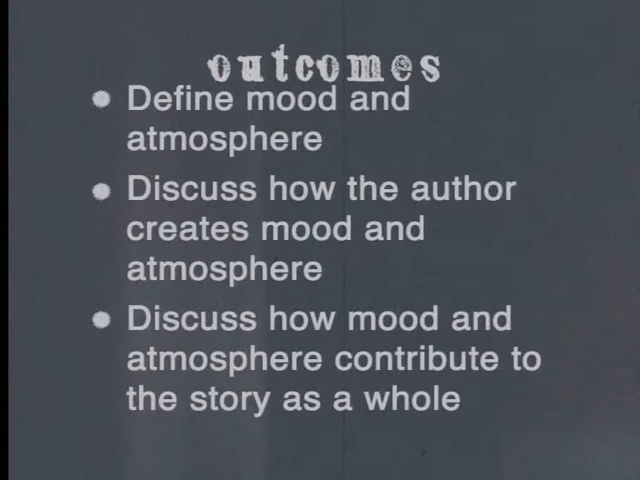 outcomes
Define mood and
atmosphere
Discuss how the author
creates mood and
atmosphere
Discuss how mood and
atmosphere contribute to
the story as a whole